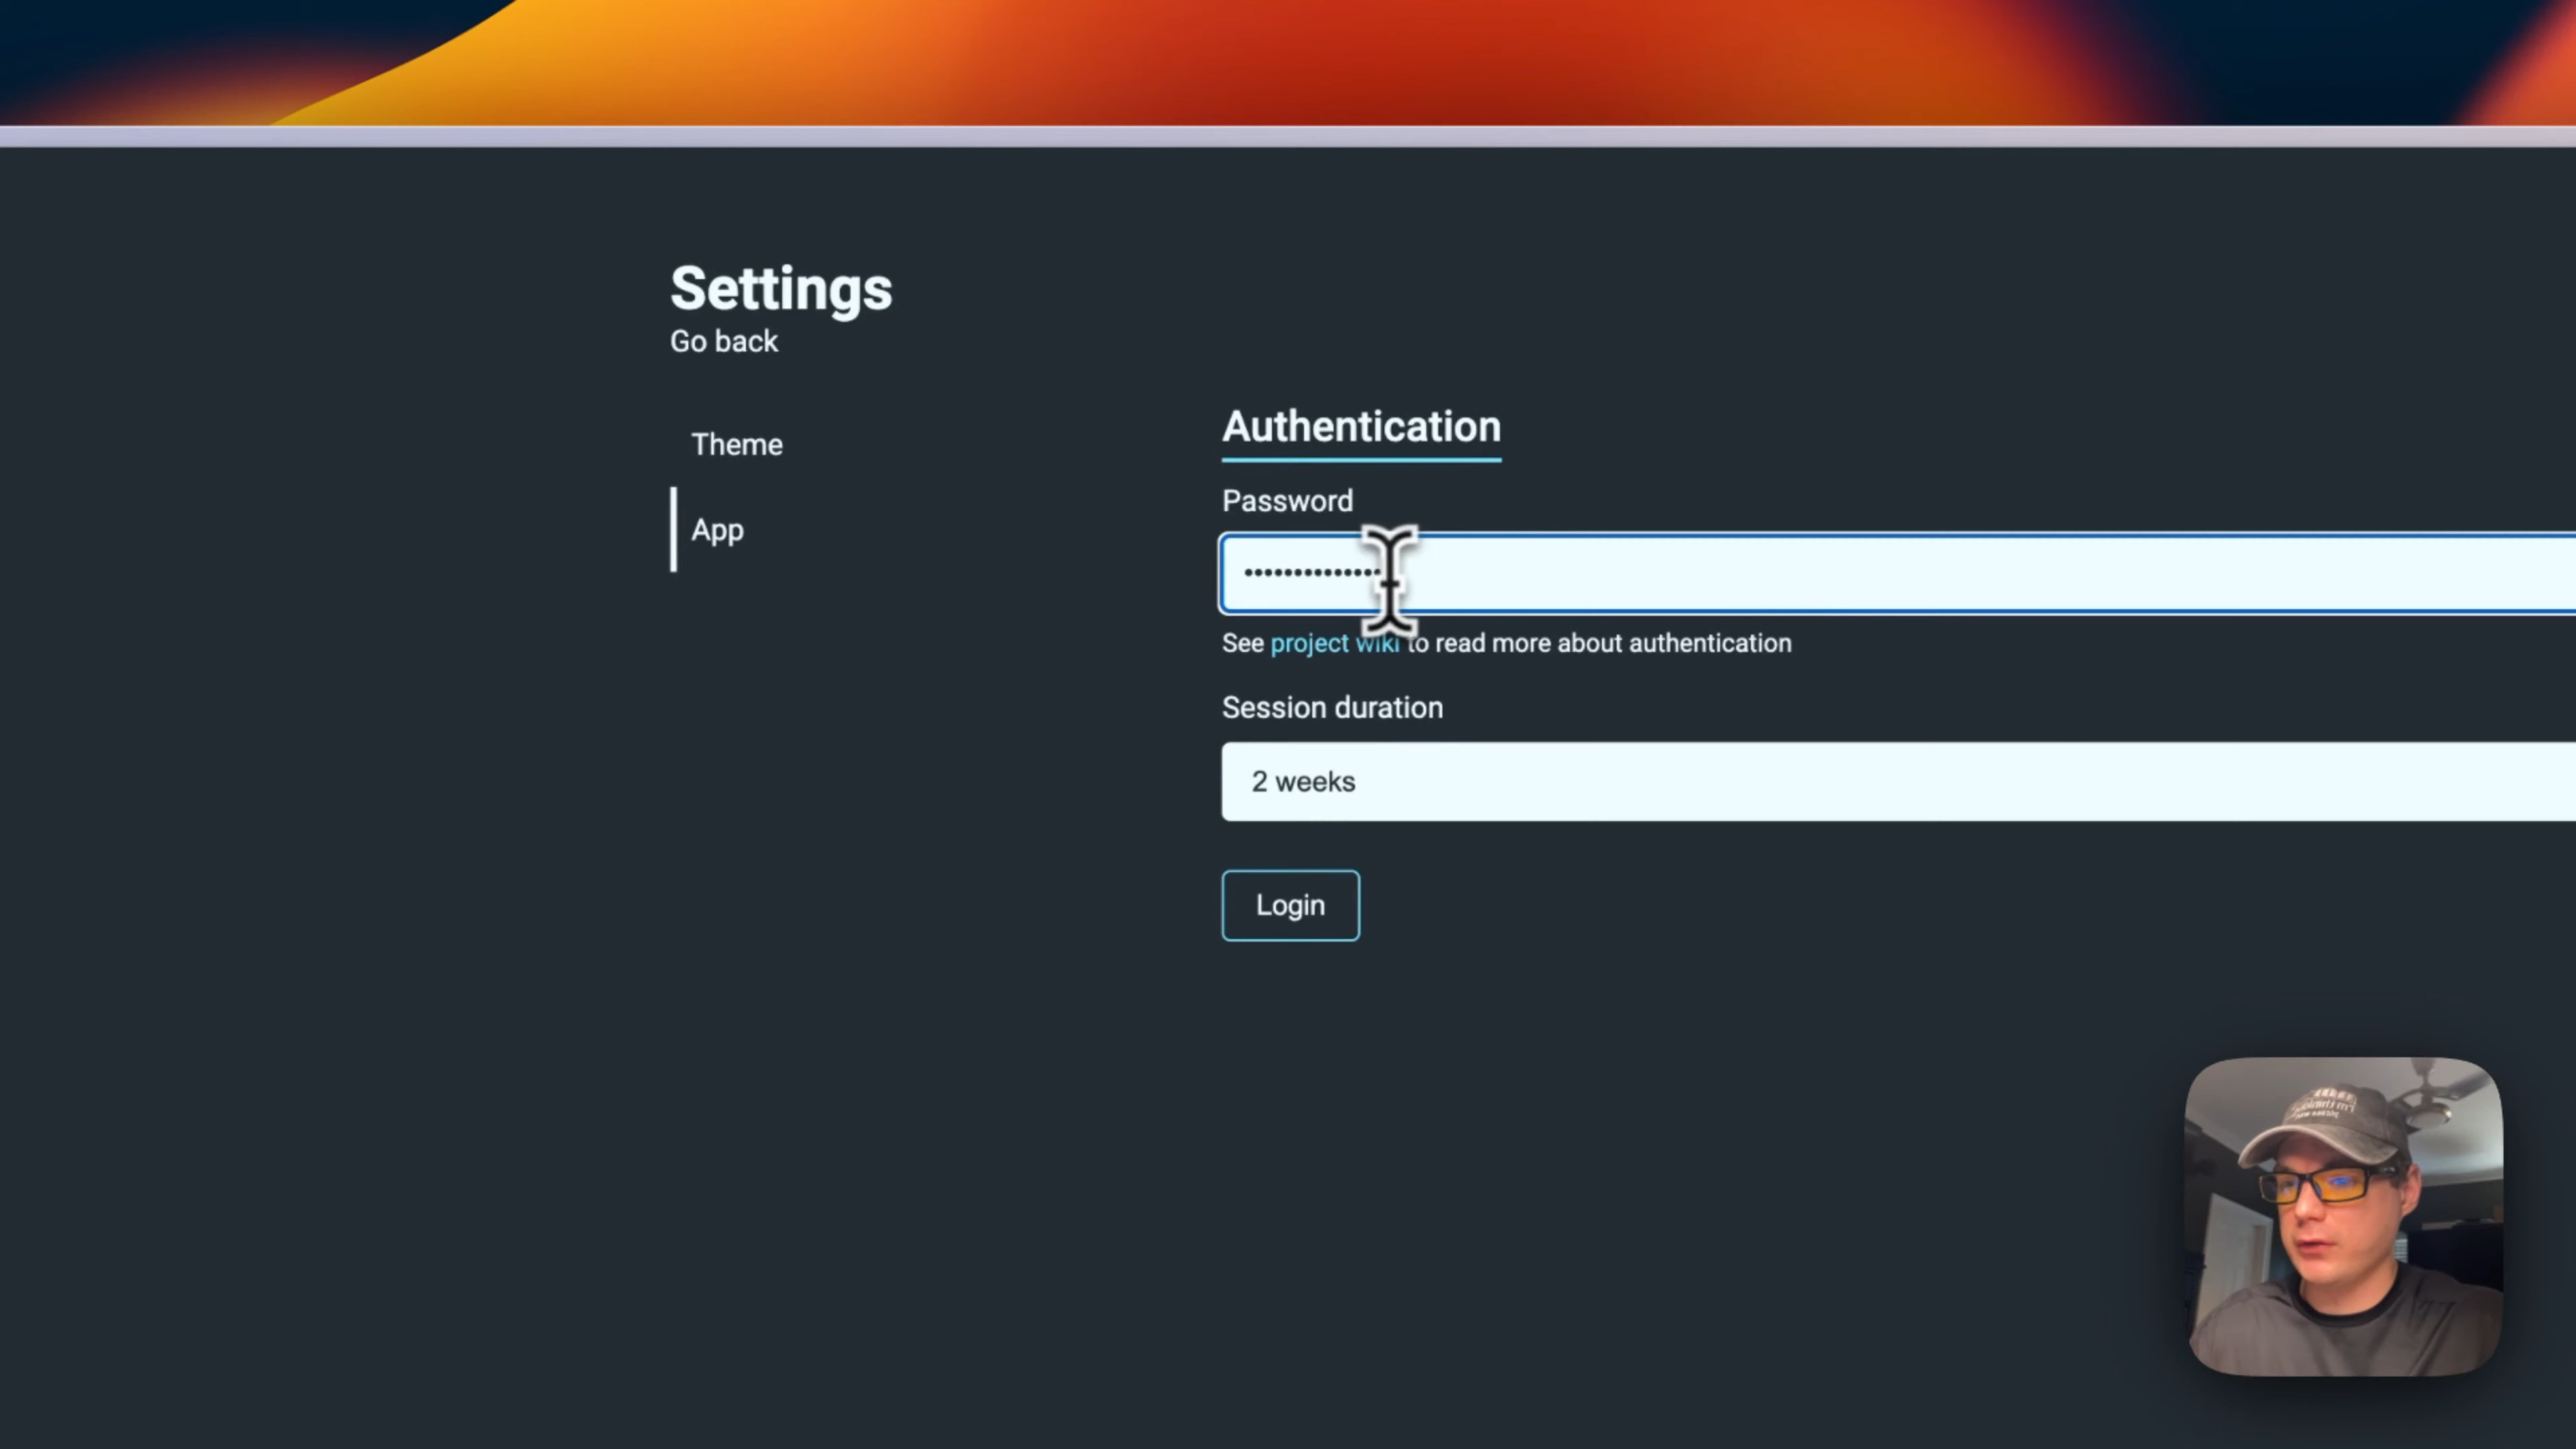 Settings
Go back
Theme
App
Authentication
Password
••••••••••••••
See project wiki to read more about authentication
Session duration
2 weeks
Login